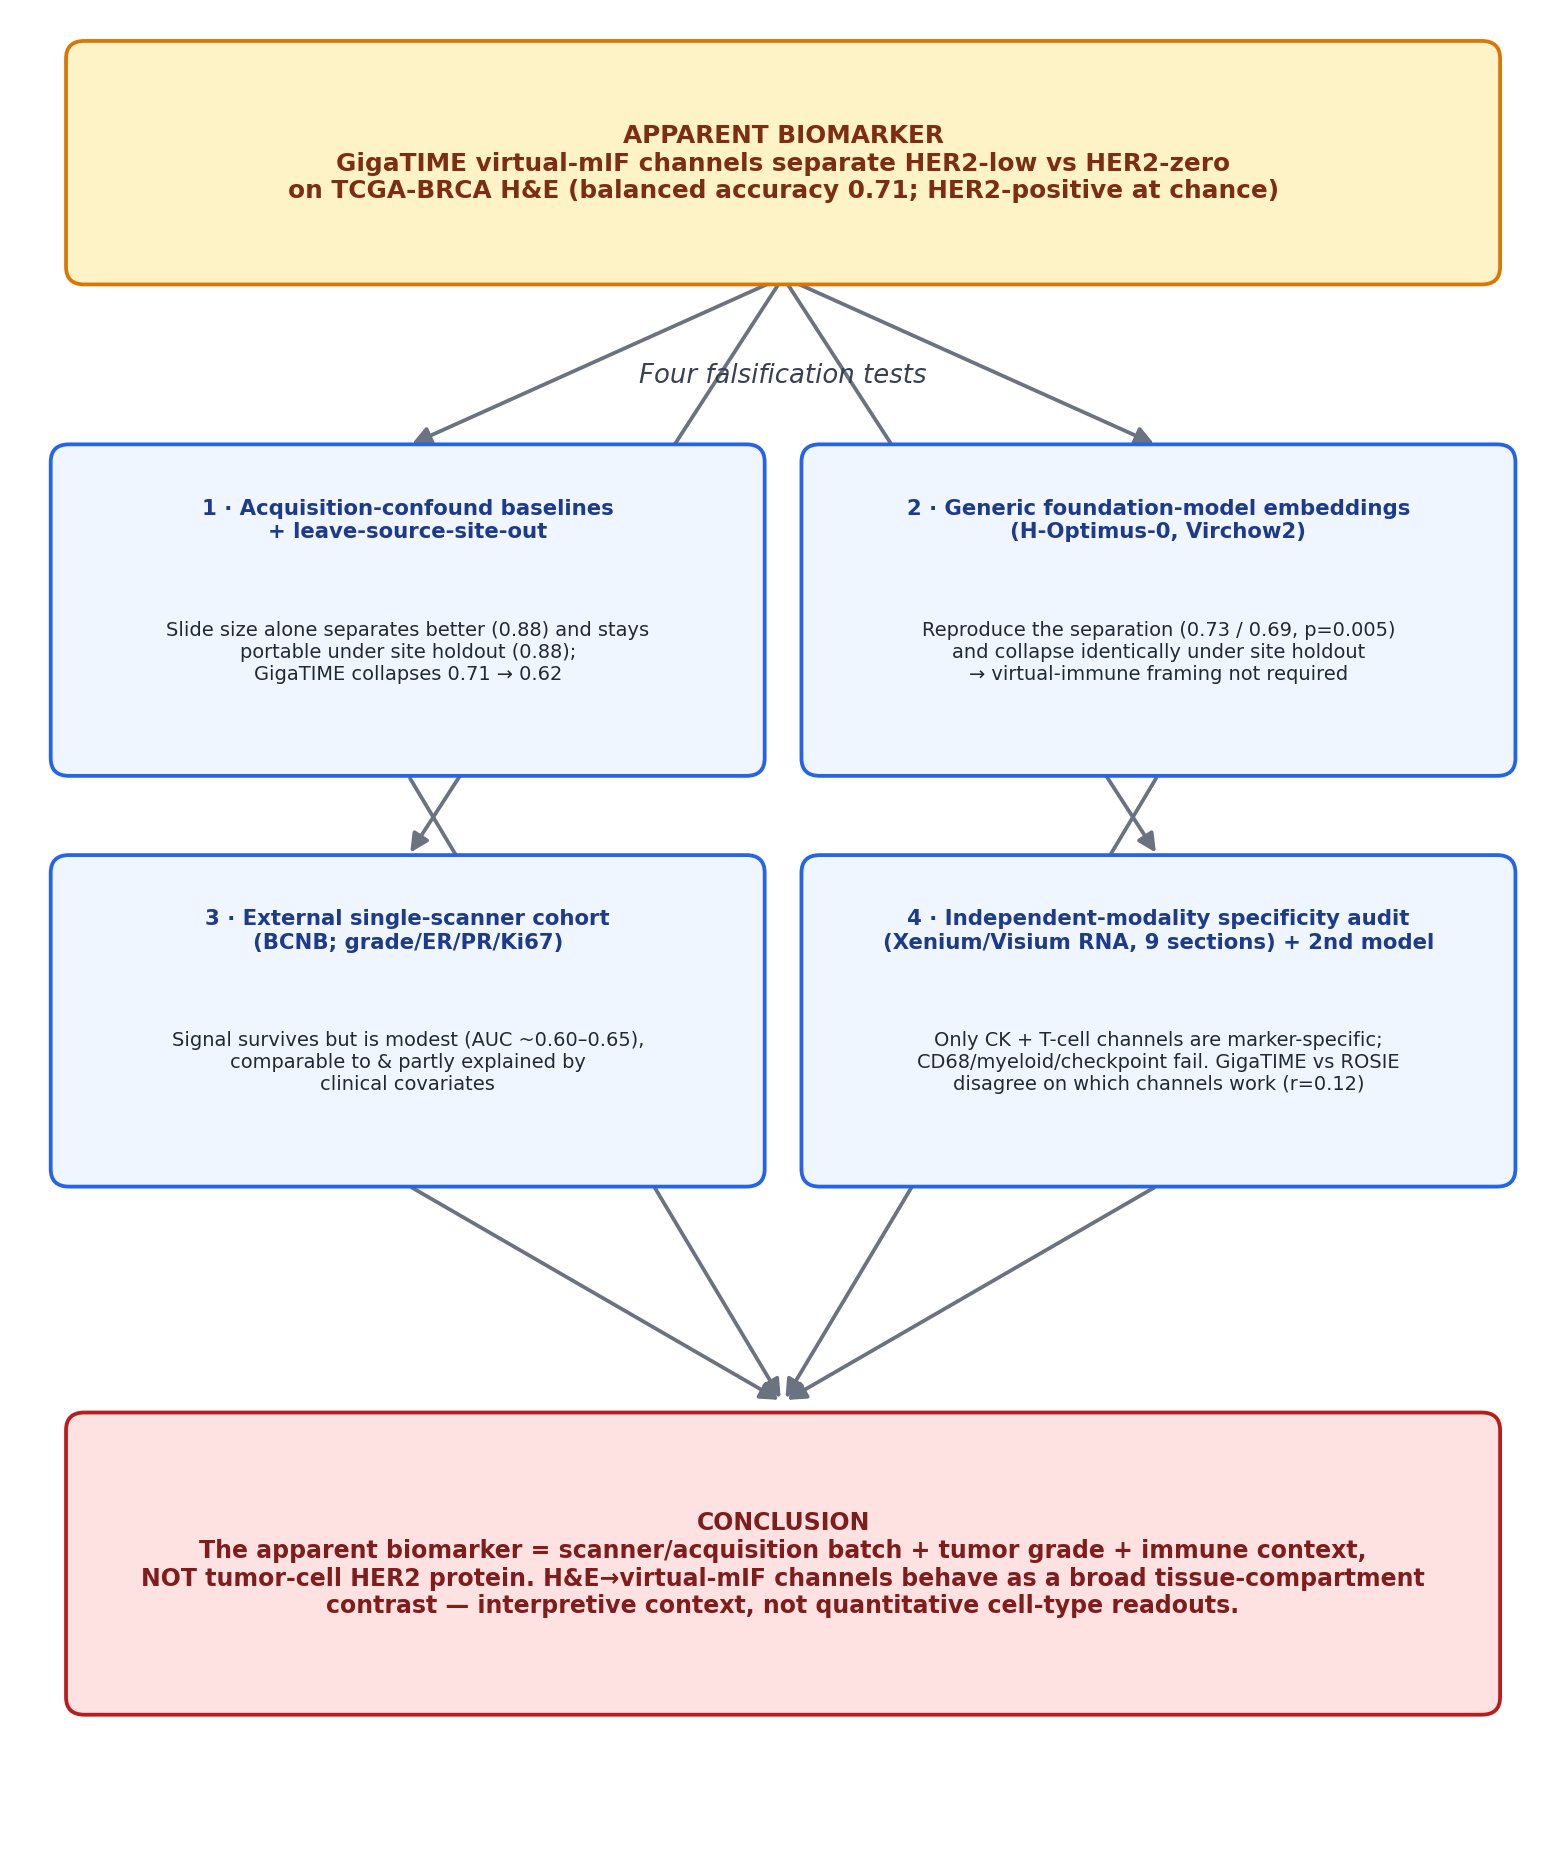 APPARENT BIOMARKER
GigaTIME virtual-mIF channels separate HER2-low vs HER2-zero
on TCGA-BRCA H&E (balanced accuracy 0.71; HER2-positive at chance)
Four falsification tests
1 · Acquisition-confound baselines
+ leave-source-site-out
Slide size alone separates better (0.88) and stays
portable under site holdout (0.88);
GigaTIME collapses 0.71 → 0.62
2 · Generic foundation-model embeddings
(H-Optimus-0, Virchow2)
Reproduce the separation (0.73 / 0.69, p=0.005)
and collapse identically under site holdout
→ virtual-immune framing not required
3 · External single-scanner cohort
(BCNB; grade/ER/PR/Ki67)
Signal survives but is modest (AUC ~0.60–0.65),
comparable to & partly explained by
clinical covariates
4 · Independent-modality specificity audit
(Xenium/Visium RNA, 9 sections) + 2nd model
Only CK + T-cell channels are marker-specific;
CD68/myeloid/checkpoint fail. GigaTIME vs ROSIE
disagree on which channels work (r=0.12)
CONCLUSION
The apparent biomarker = scanner/acquisition batch + tumor grade + immune context,
NOT tumor-cell HER2 protein. H&E→virtual-mIF channels behave as a broad tissue-compartment
contrast — interpretive context, not quantitative cell-type readouts.